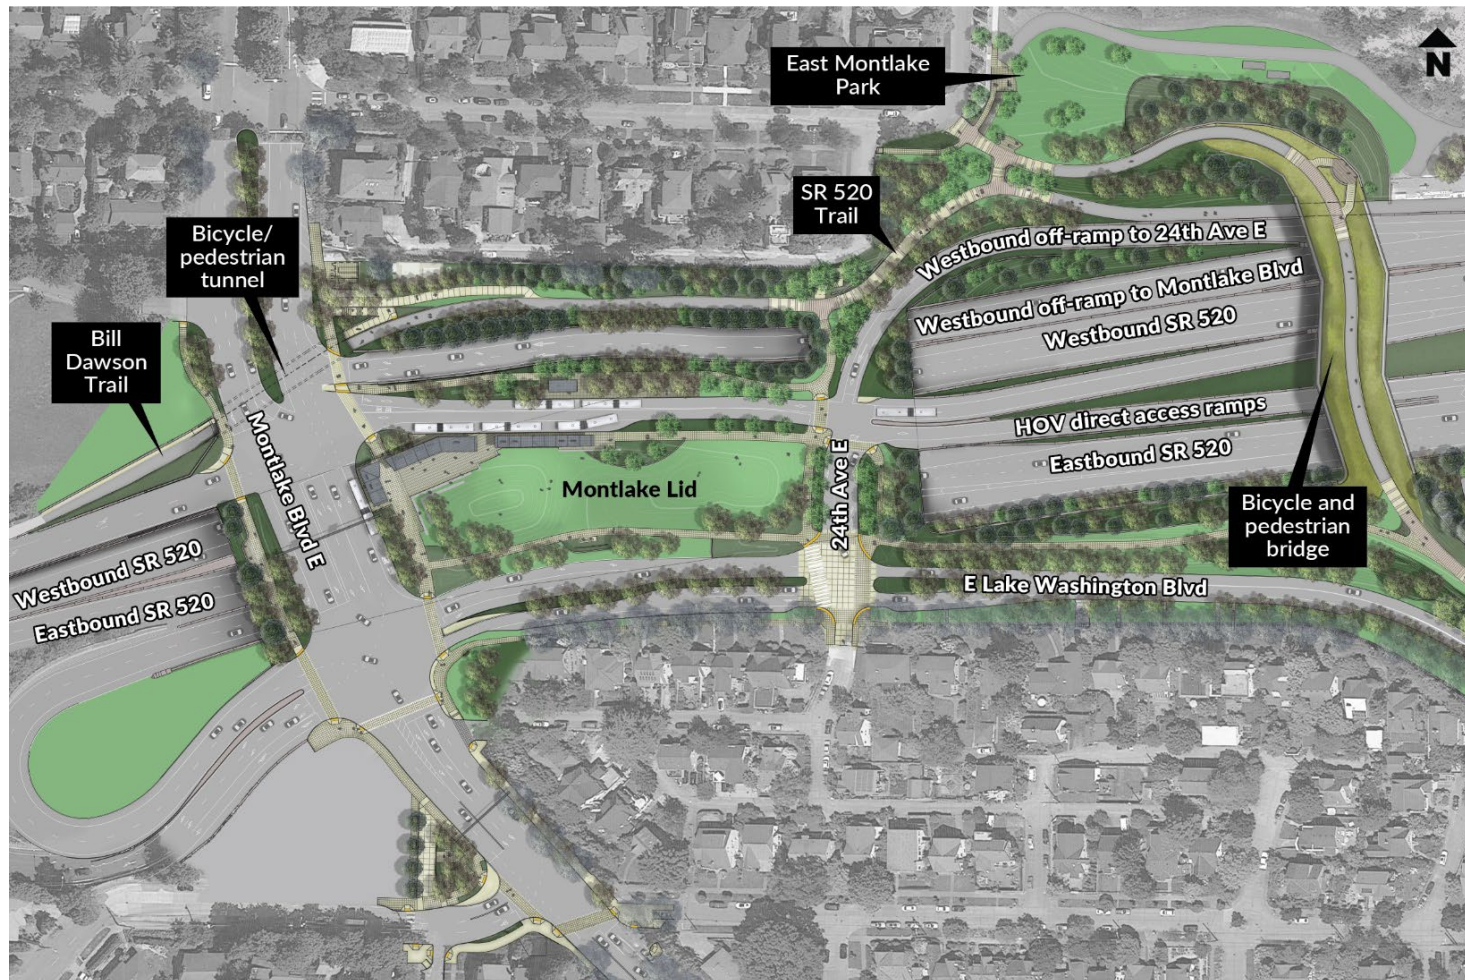 East Montlake
Park
N
SR 520
Trail
Bicycle/
pedestrian
tunnel
Westbound off-ramp to 24th Ave E
Westbound off-ramp to Montlake Blvd
Westbound SR 520
Bill
Dawson
Trail
HOV direct access ramps
Eastbound SR 520
Montlake Blvd E
Montlake Lid
24th Ave E
Bicycle and
pedestrian
bridge
Westbound SR 520
Eastbound SR 520
E Lake Washington Blvd